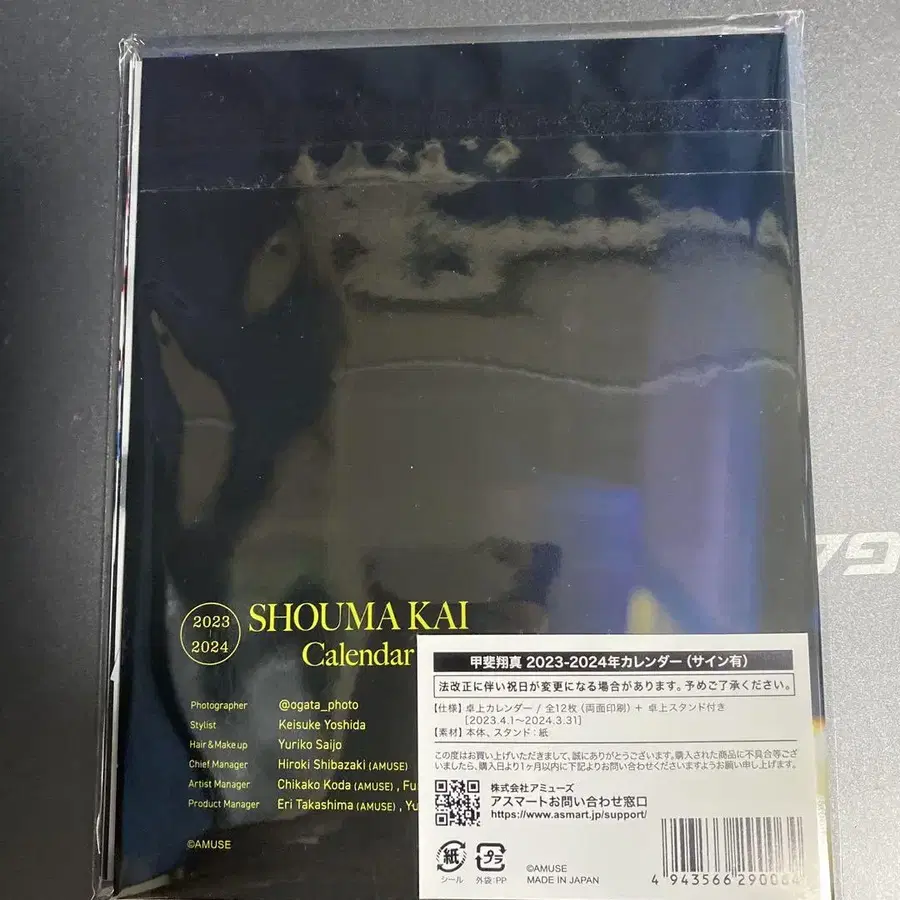 2023
2024
SHOUMA KAI
Calendar
Photographer @ogata_photo
Stylist Keisuke Yoshida
Hair & Make up Yuriko Saijo
Chief Manager Hiroki Shibazaki (AMUSE)
Artist Manager Chikako Koda (AMUSE) , Fu
Product Manager Eri Takashima (AMUSE) , Yu
©AMUSE
甲斐翔真 2023-2024年カレンダー（サイン有）
法改正に伴い祝日が変更になる場合があります。予めご了承ください。
【仕様】卓上カレンダー / 全12枚（両面印刷）＋ 卓上スタンド付き
[2023.4.1～2024.3.31]
【素材】本体、スタンド：紙
この度はお買い上げいただきまして、誠にありがとうございます。購入された商品に不具合等ござ
いましたら、購入日より1ヶ月以内に下記よりお問い合わせくださいますようお願い申し上げます。
株式会社アミューズ
アスマートお問い合わせ窓口
https://www.asmart.jp/support/
紙
シール
プラ
外袋：PP
©AMUSE
MADE IN JAPAN
4 943566 290084